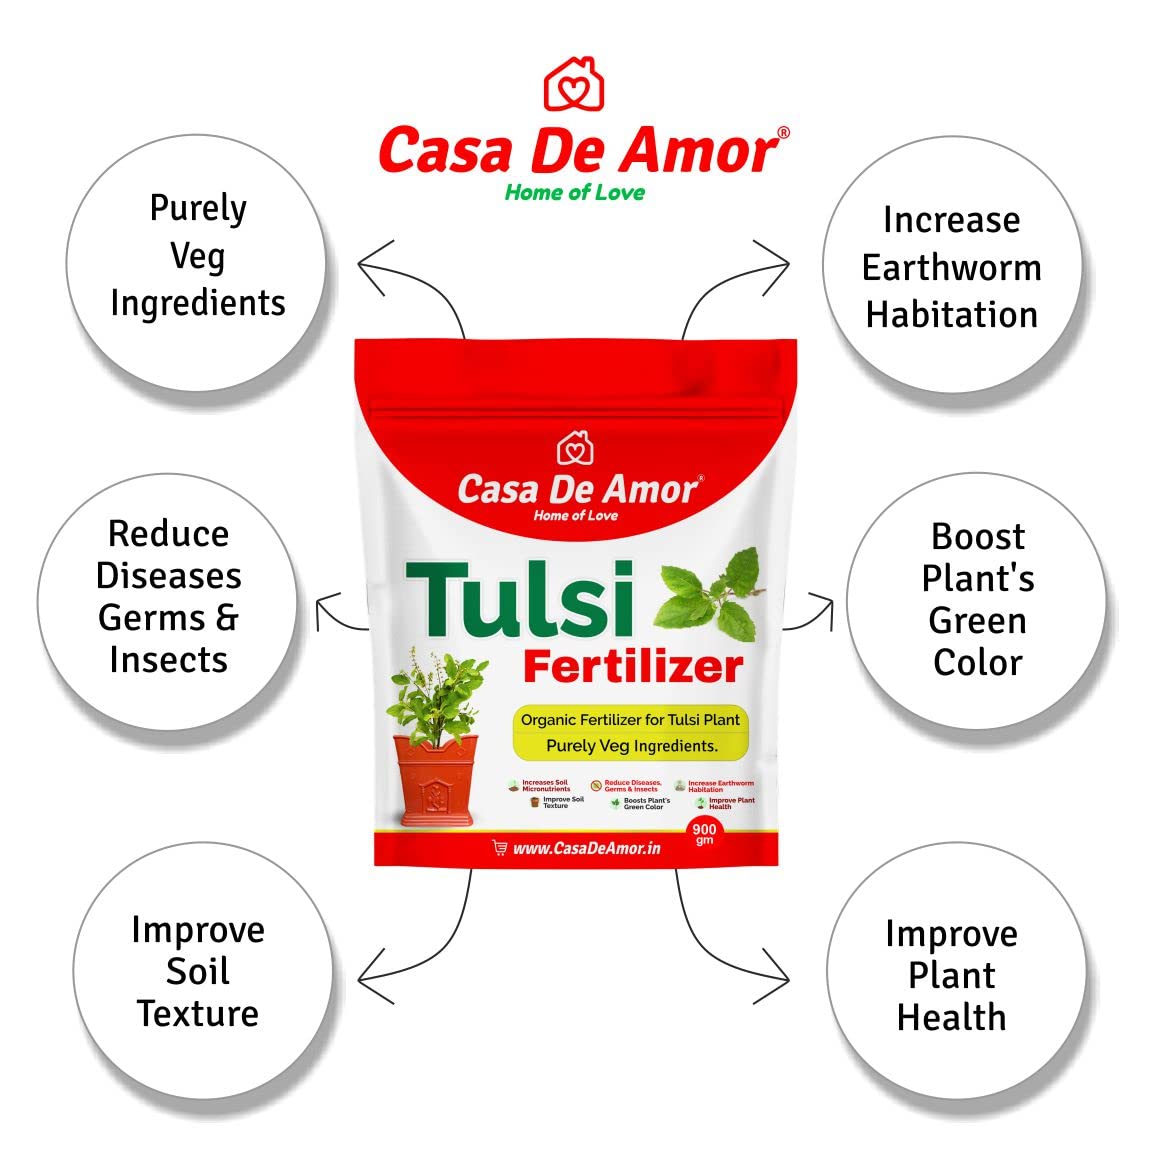 Casa De Amor®
Home of Love
Purely
Veg
Ingredients
Increase
Earthworm
Habitation
Reduce
Diseases
Germs &
Insects
Boost
Plant's
Green
Color
Improve
Soil
Texture
Improve
Plant
Health
Casa De Amor®
Home of Love
Tulsi
Fertilizer
Organic Fertilizer for Tulsi Plant
Purely Veg Ingredients.
Increases Soil
Micronutrients
Reduce Diseases,
Germs & Insects
Increase Earthworm
Habitation
Improve Soil
Texture
Boosts Plant's
Green Color
Improve Plant
Health
900
gm
www.CasaDeAmor.in